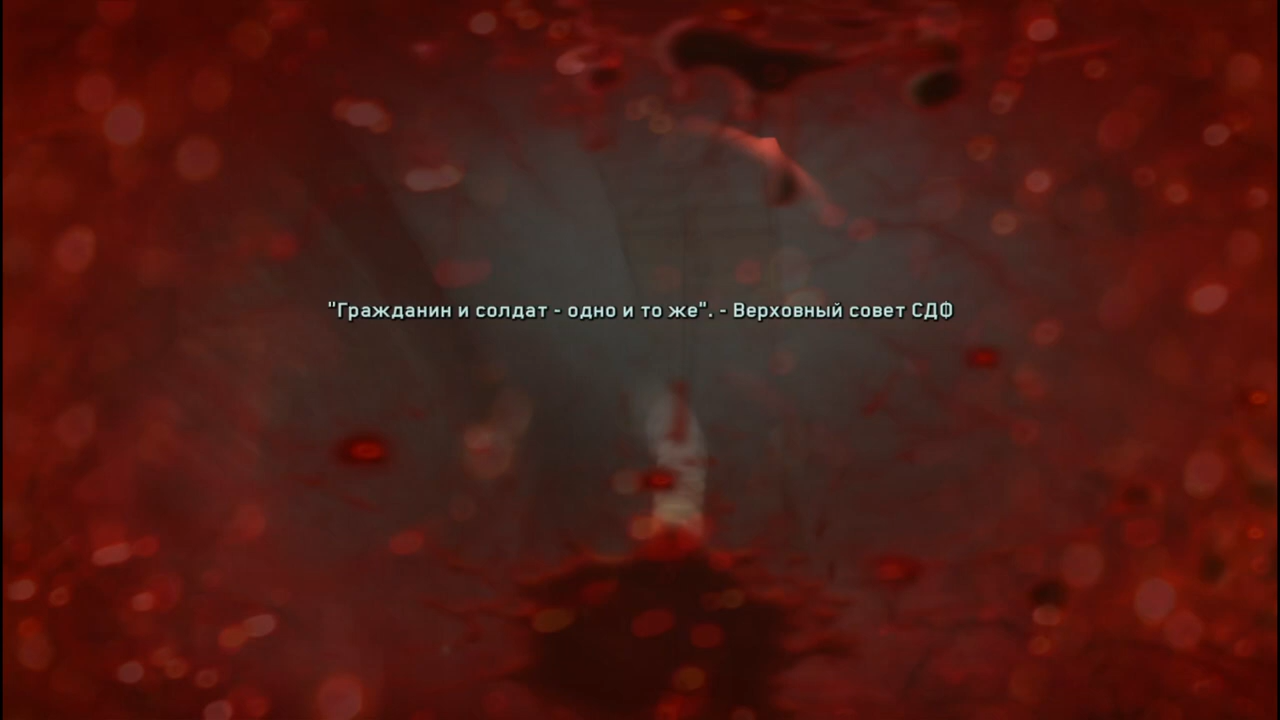 "Гражданин и солдат - одно и то же". - Верховный совет СДФ